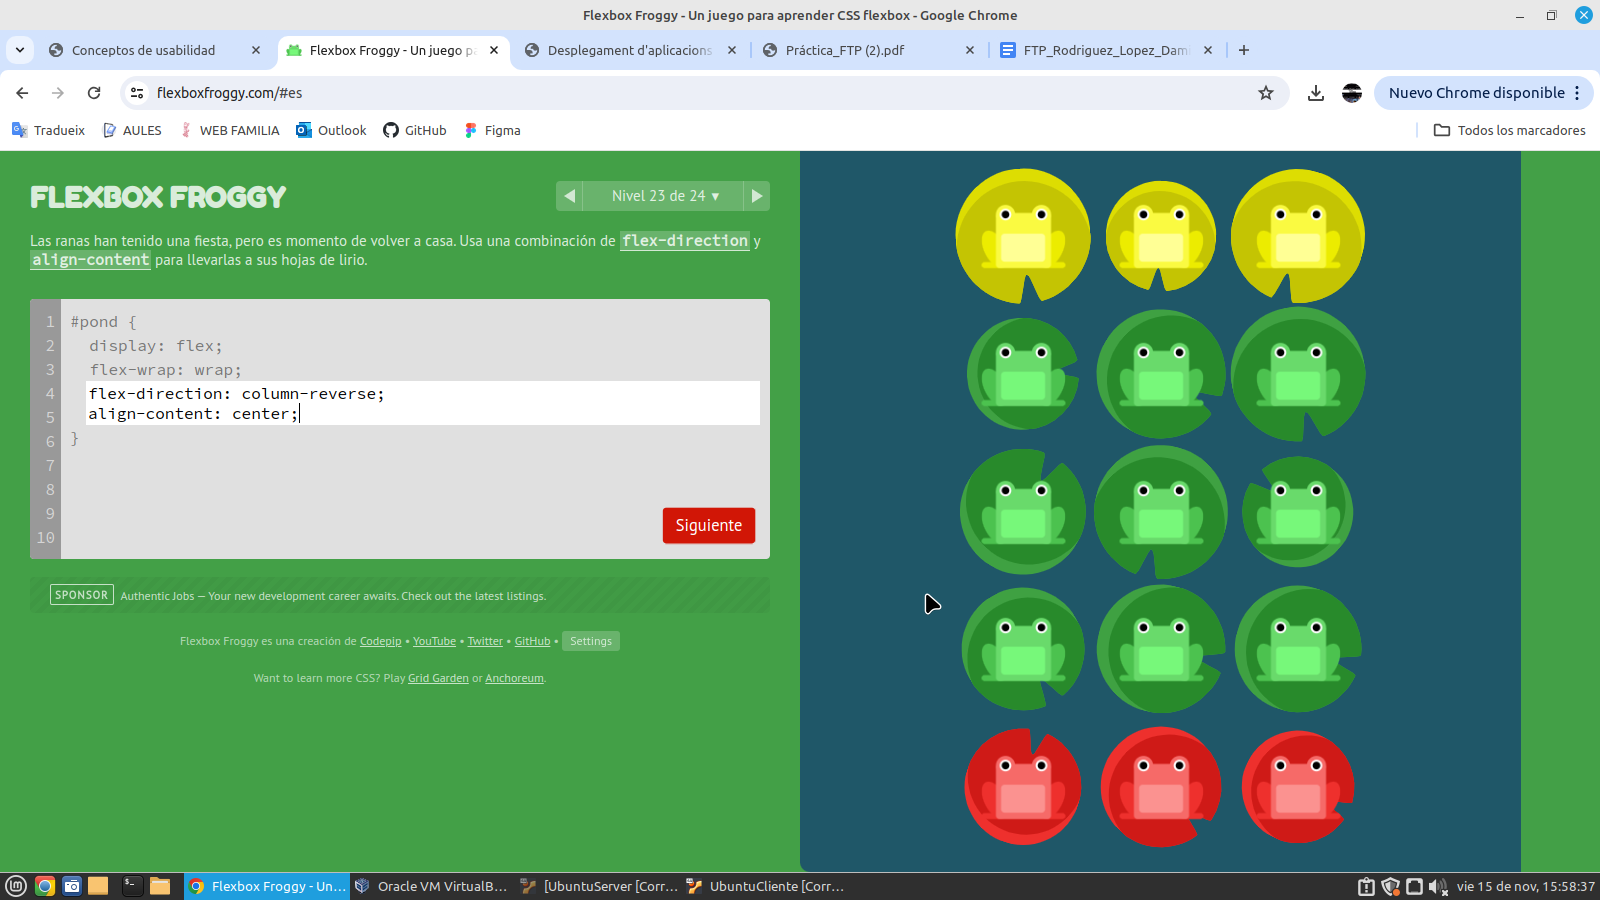 Flexbox Froggy - Un juego para aprender CSS flexbox - Google Chrome
Conceptos de usabilidad
Flexbox Froggy - Un juego p
Desplegament d'aplicacions
Práctica_FTP (2).pdf
FTP_Rodriguez_Lopez_Dam
flexboxfroggy.com/#es
Nuevo Chrome disponible
Tradueix
AULES
WEB FAMILIA
Outlook
GitHub
Figma
Todos los marcadores
FLEXBOX FROGGY
Nivel 23 de 24 ▼
Las ranas han tenido una fiesta, pero es momento de volver a casa. Usa una combinación de flex-direction y
align-content para llevarlas a sus hojas de lirio.
1 #pond {
2 display: flex;
3 flex-wrap: wrap;
4 flex-direction: column-reverse;
5 align-content: center;
6 }
7
8
9
10
Siguiente
SPONSOR Authentic Jobs — Your new development career awaits. Check out the latest listings.
Flexbox Froggy es una creación de Codepip • YouTube • Twitter • GitHub • Settings
Want to learn more CSS? Play Grid Garden or Anchoreum.
Flexbox Froggy - Un...
Oracle VM VirtualB...
[UbuntuServer [Corr...
UbuntuCliente [Corr...
vie 15 de nov, 15:58:37